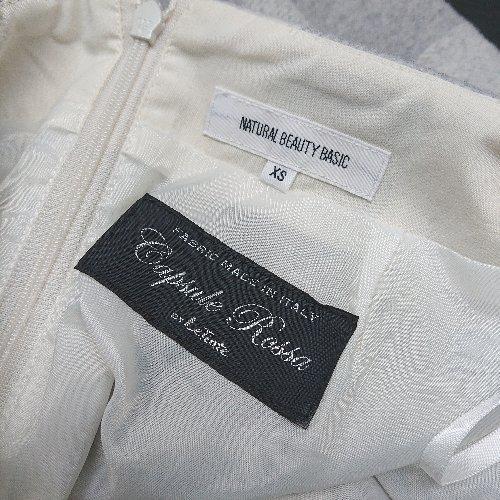 NATURAL BEAUTY BASIC
XS
FABRIC MADE IN ITALY
Capsule Rossa
BY LeTente